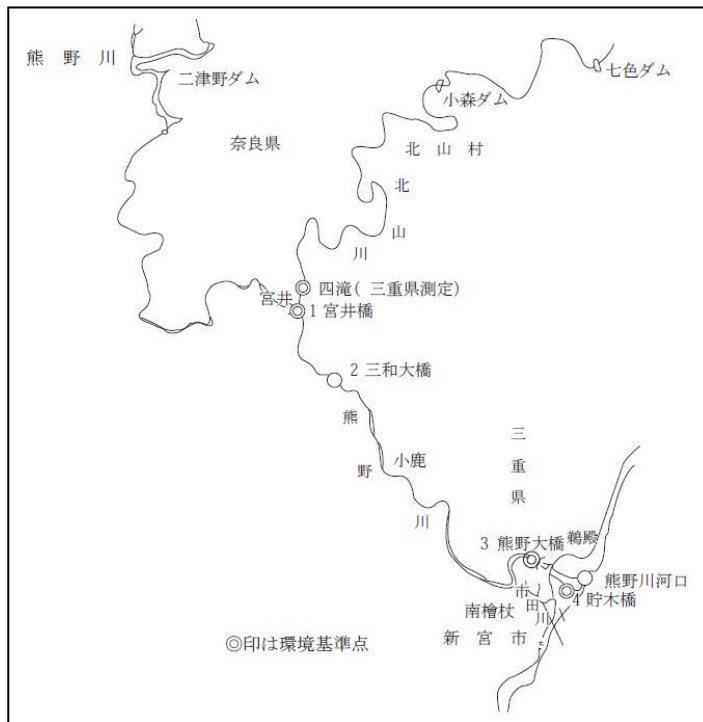 熊野川
二津野ダム
七色ダム
小森ダム
奈良県
北山村
北山川
四滝(三重県測定)
宮井
1 宮井橋
2 三和大橋
熊野川
小鹿
三重県
3 熊野大橋
鵜殿
熊野川河口
市田川
4 貯木橋
南檜杖
新宮市
◎印は環境基準点